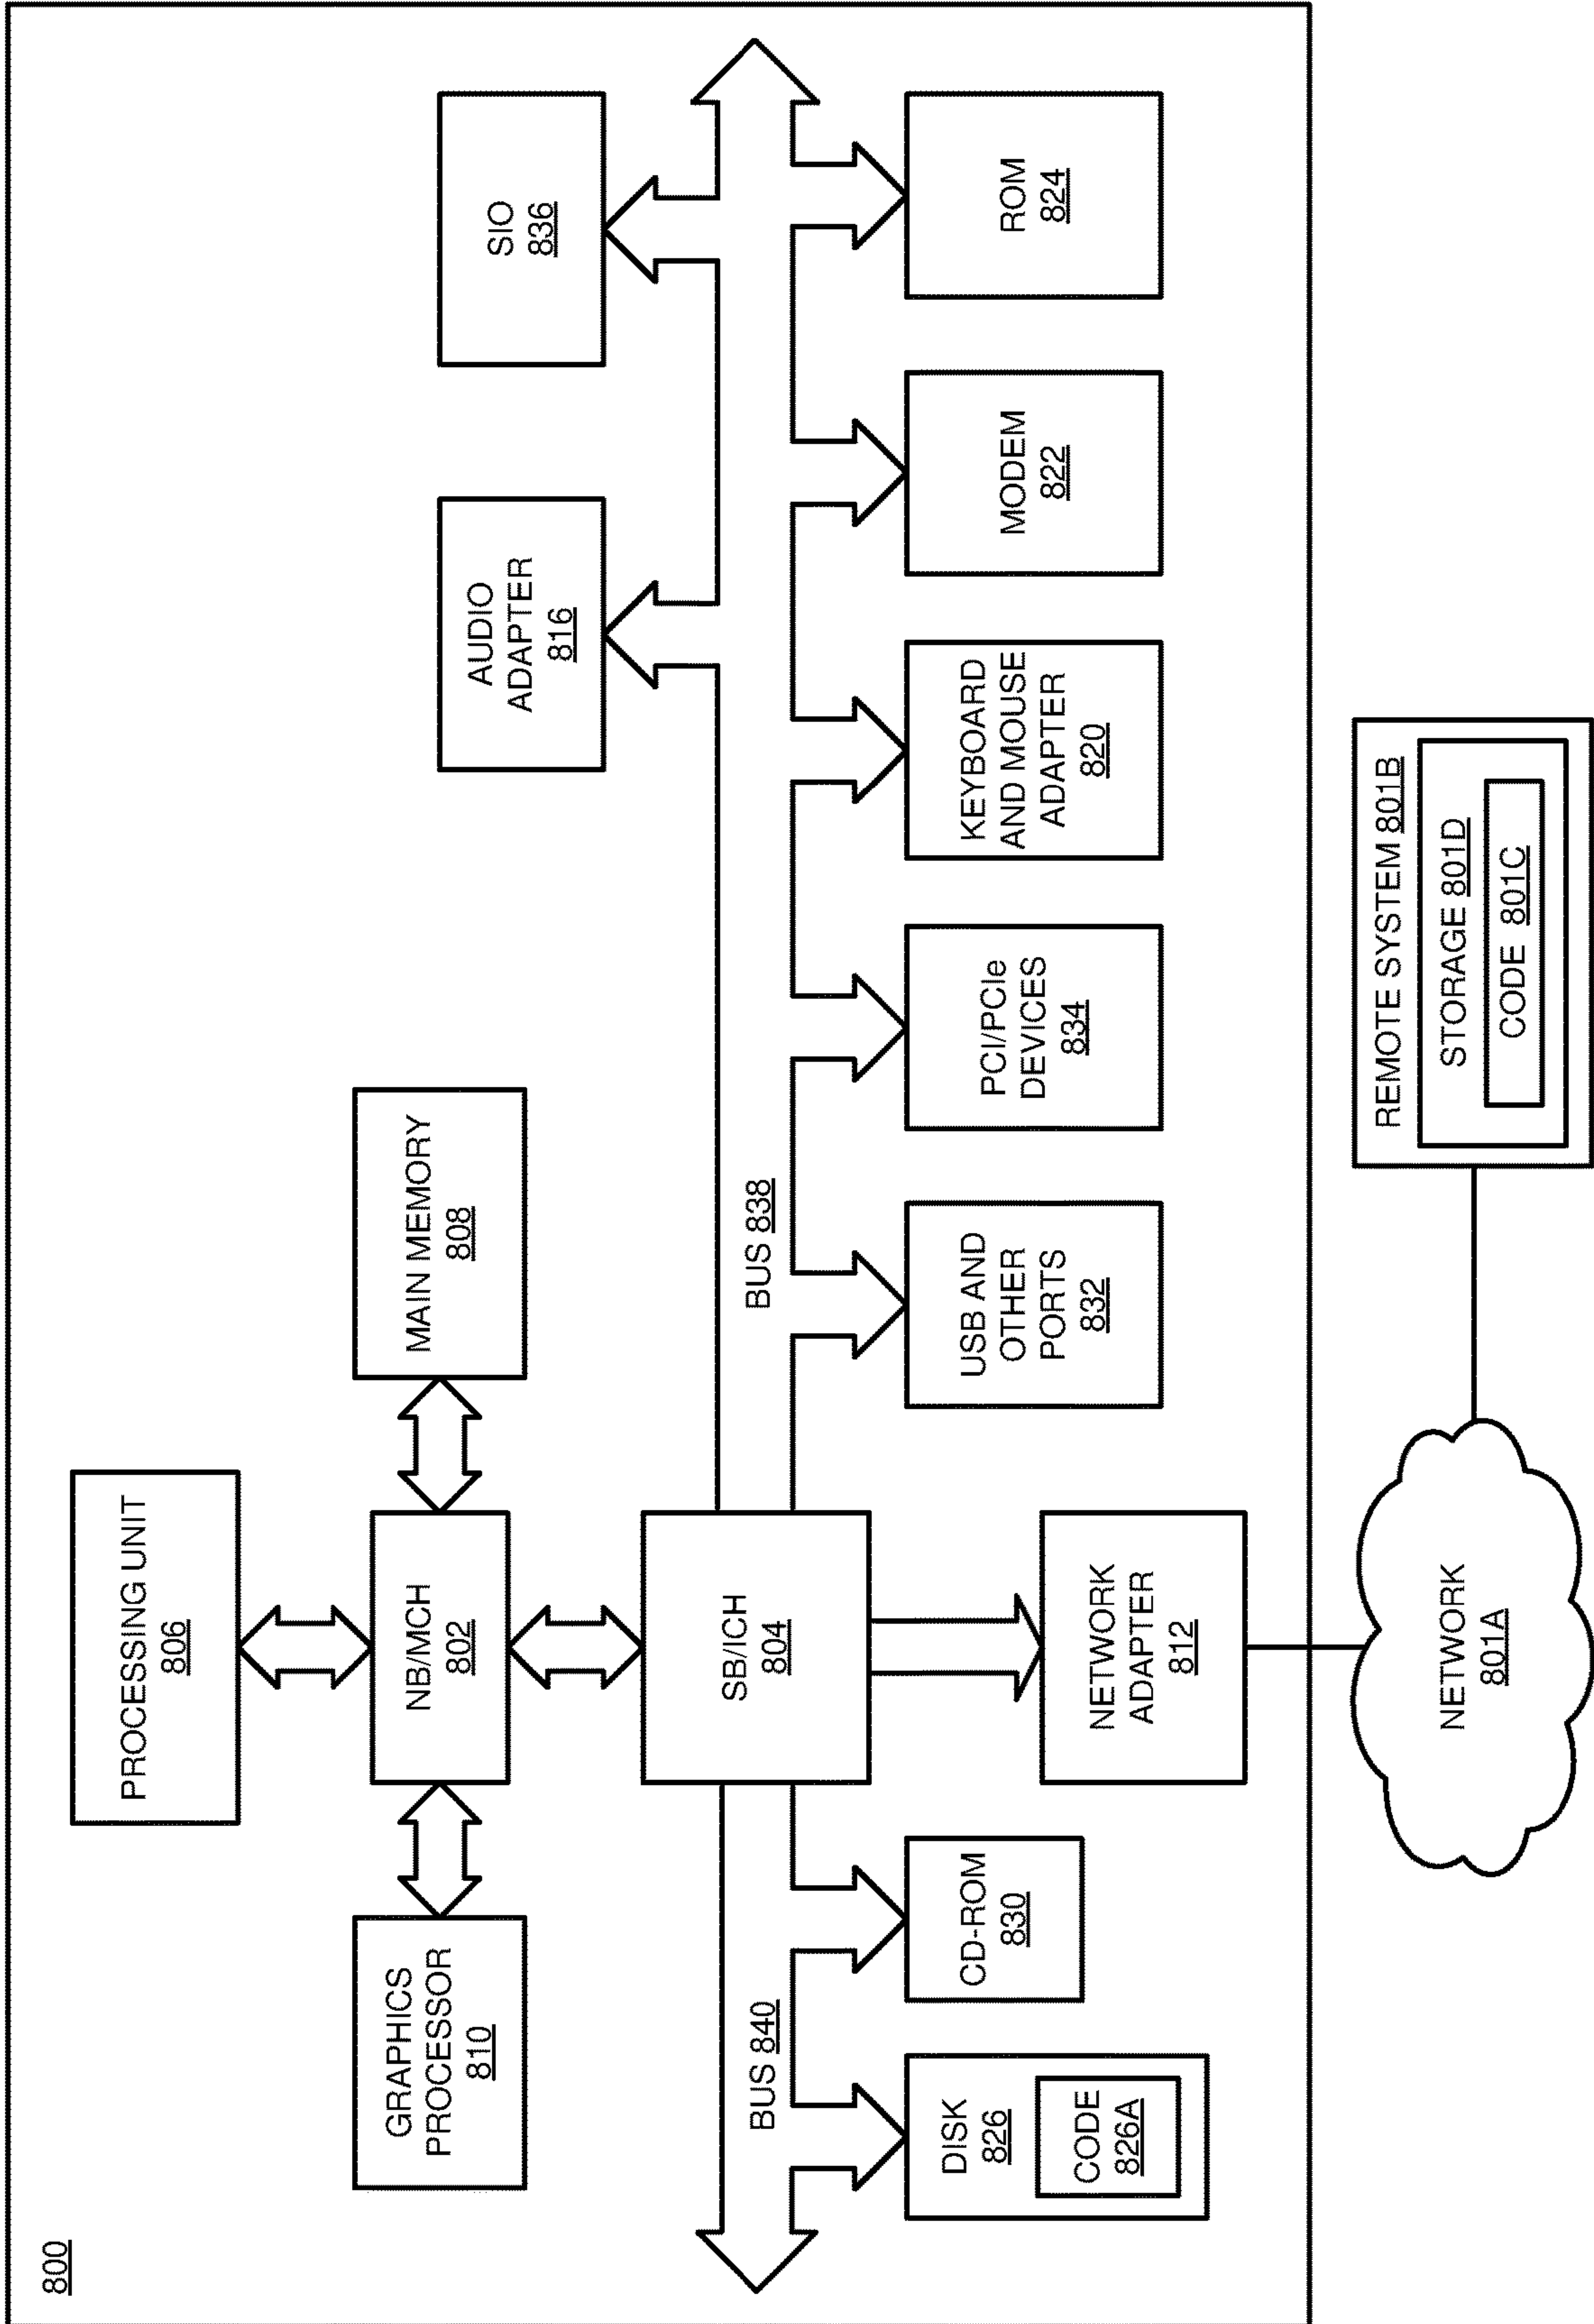 800
PROCESSING UNIT
806
GRAPHICS
PROCESSOR
810
NB/MCH
802
MAIN MEMORY
808
AUDIO
ADAPTER
816
SIO
836
SB/ICH
804
BUS 840
BUS 838
DISK
826
CODE
826A
CD-ROM
830
NETWORK
ADAPTER
812
USB AND
OTHER
PORTS
832
PCI/PCIe
DEVICES
834
KEYBOARD
AND MOUSE
ADAPTER
820
MODEM
822
ROM
824
NETWORK
801A
REMOTE SYSTEM 801B
STORAGE 801D
CODE 801C